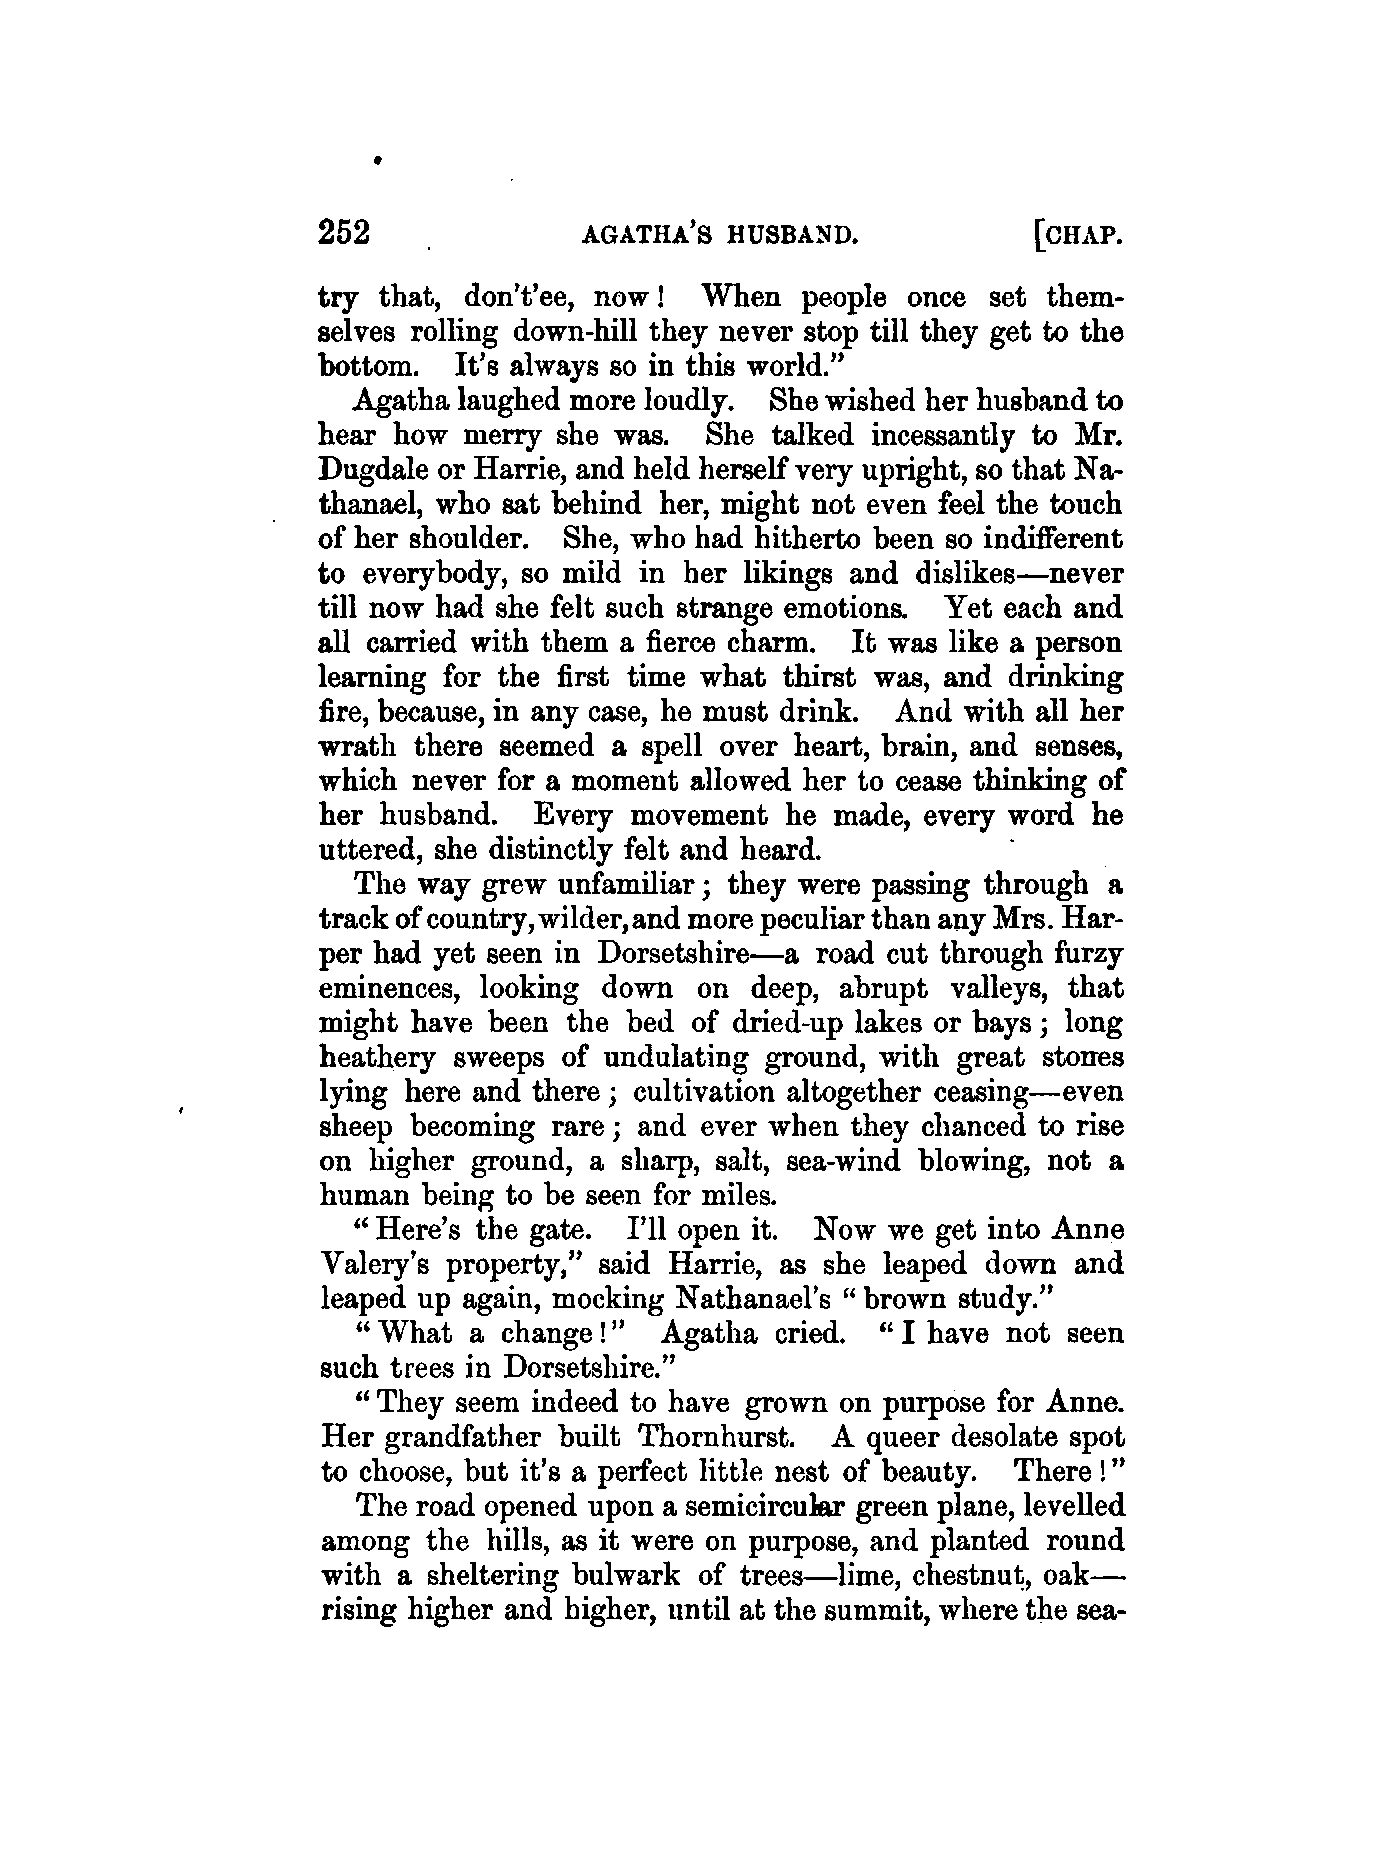 252 AGATHA'S HUSBAND. [CHAP.
try that, don't'ee, now! When people once set them-
selves rolling down-hill they never stop till they get to the
bottom. It's always so in this world."
Agatha laughed more loudly. She wished her husband to
hear how merry she was. She talked incessantly to Mr.
Dugdale or Harrie, and held herself very upright, so that Na-
thanael, who sat behind her, might not even feel the touch
of her shoulder. She, who had hitherto been so indifferent
to everybody, so mild in her likings and dislikes—never
till now had she felt such strange emotions. Yet each and
all carried with them a fierce charm. It was like a person
learning for the first time what thirst was, and drinking
fire, because, in any case, he must drink. And with all her
wrath there seemed a spell over heart, brain, and senses,
which never for a moment allowed her to cease thinking of
her husband. Every movement he made, every word he
uttered, she distinctly felt and heard.
The way grew unfamiliar; they were passing through a
track of country, wilder, and more peculiar than any Mrs. Har-
per had yet seen in Dorsetshire—a road cut through furzy
eminences, looking down on deep, abrupt valleys, that
might have been the bed of dried-up lakes or bays; long
heathery sweeps of undulating ground, with great stones
lying here and there; cultivation altogether ceasing—even
sheep becoming rare; and ever when they chanced to rise
on higher ground, a sharp, salt, sea-wind blowing, not a
human being to be seen for miles.
"Here's the gate. I'll open it. Now we get into Anne
Valery's property," said Harrie, as she leaped down and
leaped up again, mocking Nathanael's "brown study."
"What a change!" Agatha cried. "I have not seen
such trees in Dorsetshire."
"They seem indeed to have grown on purpose for Anne.
Her grandfather built Thornhurst. A queer desolate spot
to choose, but it's a perfect little nest of beauty. There!"
The road opened upon a semicircular green plane, levelled
among the hills, as it were on purpose, and planted round
with a sheltering bulwark of trees—lime, chestnut, oak—
rising higher and higher, until at the summit, where the sea-